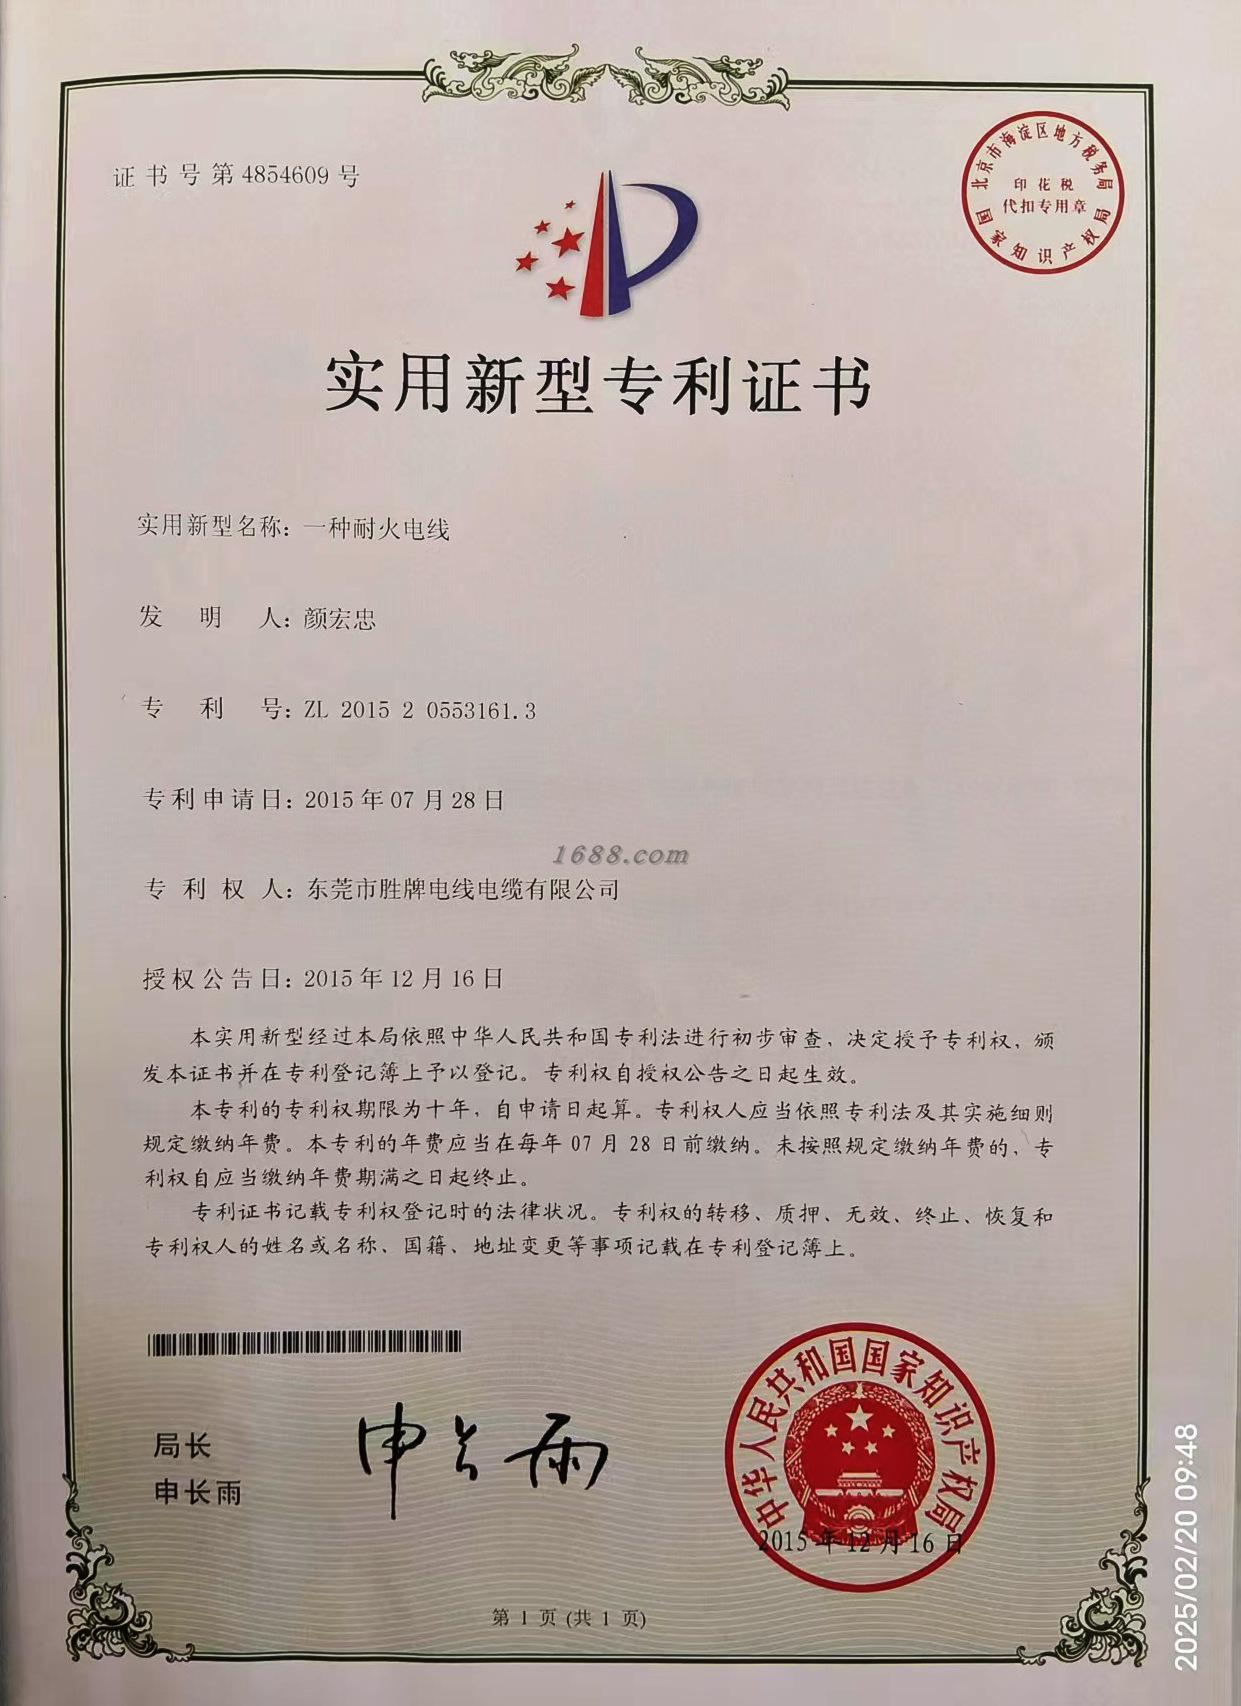 证书号第4854609号
北京市海淀区地方税务局
印花税
代扣专用章
国家知识产权局
实用新型专利证书
实用新型名称：一种耐火电线
发明人：颜宏忠
专利号：ZL 2015 2 0553161.3
专利申请日：2015年07月28日
1688.com
专利权人：东莞市胜牌电线电缆有限公司
授权公告日：2015年12月16日
本实用新型经过本局依照中华人民共和国专利法进行初步审查，决定授予专利权，颁
发本证书并在专利登记簿上予以登记。专利权自授权公告之日起生效。
本专利的专利权期限为十年，自申请日起算。专利权人应当依照专利法及其实施细则
规定缴纳年费。本专利的年费应当在每年07月28日前缴纳。未按照规定缴纳年费的，专
利权自应当缴纳年费期满之日起终止。
专利证书记载专利权登记时的法律状况。专利权的转移、质押、无效、终止、恢复和
专利权人的姓名或名称、国籍、地址变更等事项记载在专利登记簿上。
局长
申长雨
申长雨
中华人民共和国国家知识产权局
2015年12月16日
第1页(共1页)
2025/02/20 09:48